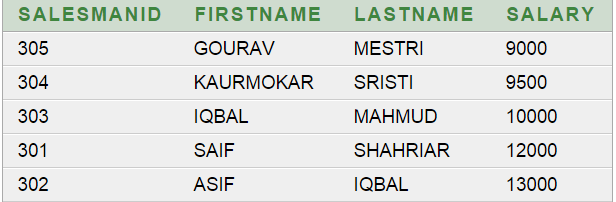 SALESMANID FIRSTNAME LASTNAME SALARY
305 GOURAV MESTRI 9000
304 KAURMOKAR SRISTI 9500
303 IQBAL MAHMUD 10000
301 SAIF SHAHRIAR 12000
302 ASIF IQBAL 13000